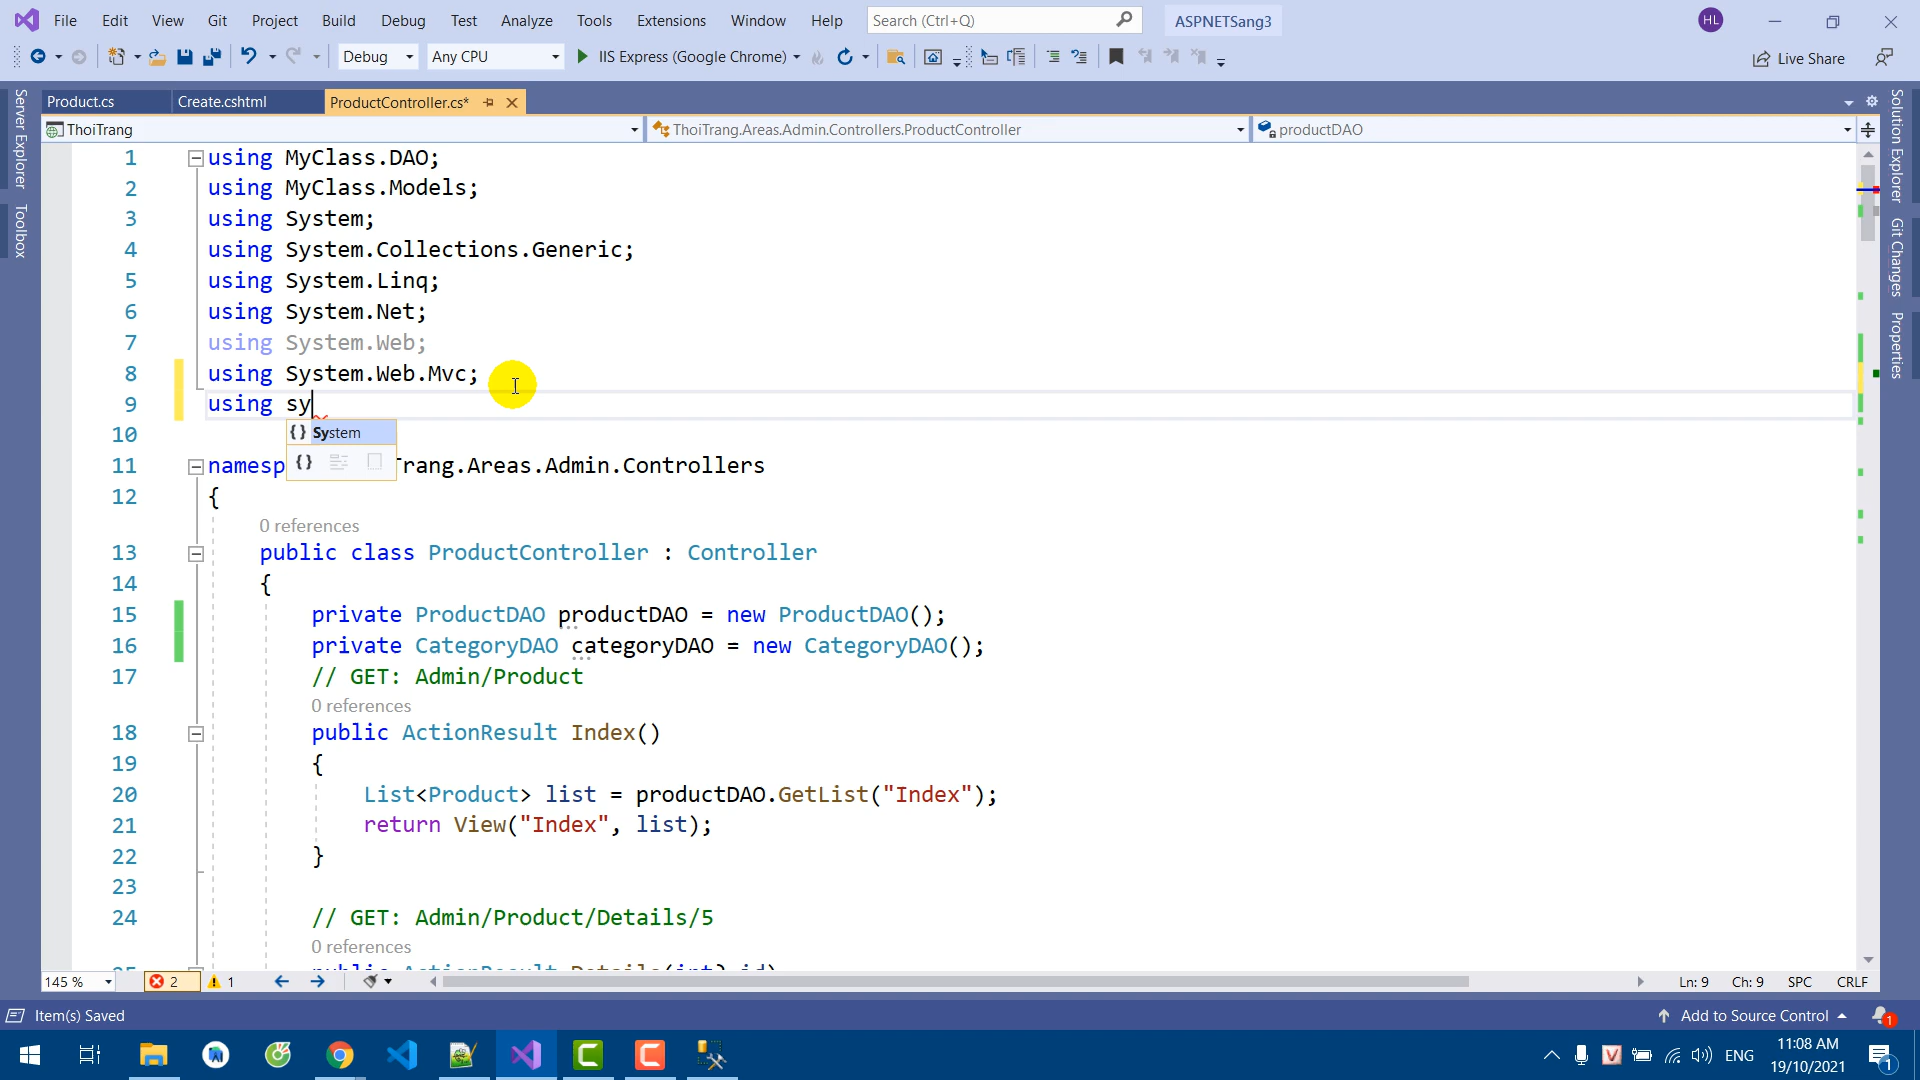 File Edit View Git Project Build Debug Test Analyze Tools Extensions Window Help Search (Ctrl+Q) ASPNETSang3 HL
Debug Any CPU IIS Express (Google Chrome) Live Share
Product.cs Create.cshtml ProductController.cs*
ThoiTrang ThoiTrang.Areas.Admin.Controllers.ProductController productDAO
Server Explorer
Toolbox
Solution Explorer
Git Changes
Properties
1 using MyClass.DAO;
2 using MyClass.Models;
3 using System;
4 using System.Collections.Generic;
5 using System.Linq;
6 using System.Net;
7 using System.Web;
8 using System.Web.Mvc;
9 using sy
{} System
10
11 namesp Trang.Areas.Admin.Controllers
12 {
0 references
13 public class ProductController : Controller
14 {
15 private ProductDAO productDAO = new ProductDAO();
16 private CategoryDAO categoryDAO = new CategoryDAO();
17 // GET: Admin/Product
0 references
18 public ActionResult Index()
19 {
20 List<Product> list = productDAO.GetList("Index");
21 return View("Index", list);
22 }
23
24 // GET: Admin/Product/Details/5
0 references
145 % 2 1 Ln: 9 Ch: 9 SPC CRLF
Item(s) Saved Add to Source Control 1
ENG 11:08 AM
19/10/2021 1